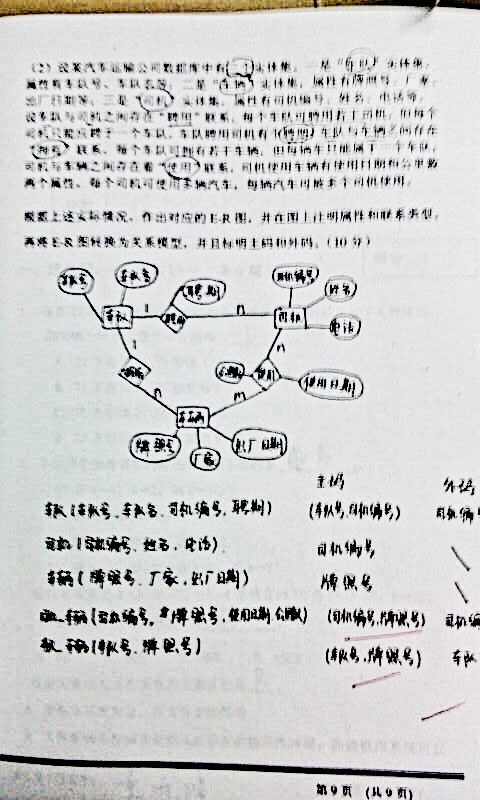 (2) 设某汽车运输公司数据库中有三个实体集。一是“车队”实体集，
属性有车队号、车队名等；二是“车辆”实体集，属性有牌照号、厂家、
出厂日期等；三是“司机”实体集，属性有司机编号、姓名、电话等。
设车队与司机之间存在“聘用”联系，每个车队可聘用若干司机，但每个
司机只能应聘于一个车队，车队聘用司机有聘期；车队与车辆之间存在
联系，每个车队可拥有若干车辆，但每辆车只能属于一个车队；
司机与车辆之间存在着“使用”联系，司机使用车辆有使用日期和公里数
两个属性，每个司机可使用多辆汽车，每辆汽车可被多个司机使用。
根据上述实际情况，作出对应的E-R图，并在图上注明属性和联系类型，
再将E-R图转换为关系模型，并且标明主码和外码。(10分)
车队号 车队名 聘期 司机编号 姓名
车队 1 聘用 n 司机
电话
1 n
使用 使用日期
n m
车辆
牌照号 厂家 出厂日期
主码 外码
车队(车队号、车队名、司机编号、聘期) (车队号、司机编号) 司机编
司机(司机编号、姓名、电话) 司机编号
车辆(牌照号、厂家、出厂日期) 牌照号
车辆(司机编号、牌照号、使用日期、公里数) (司机编号、牌照号) 司机编
车辆(车队号、牌照号) (车队号、牌照号) 车队
第9页 (共9页)